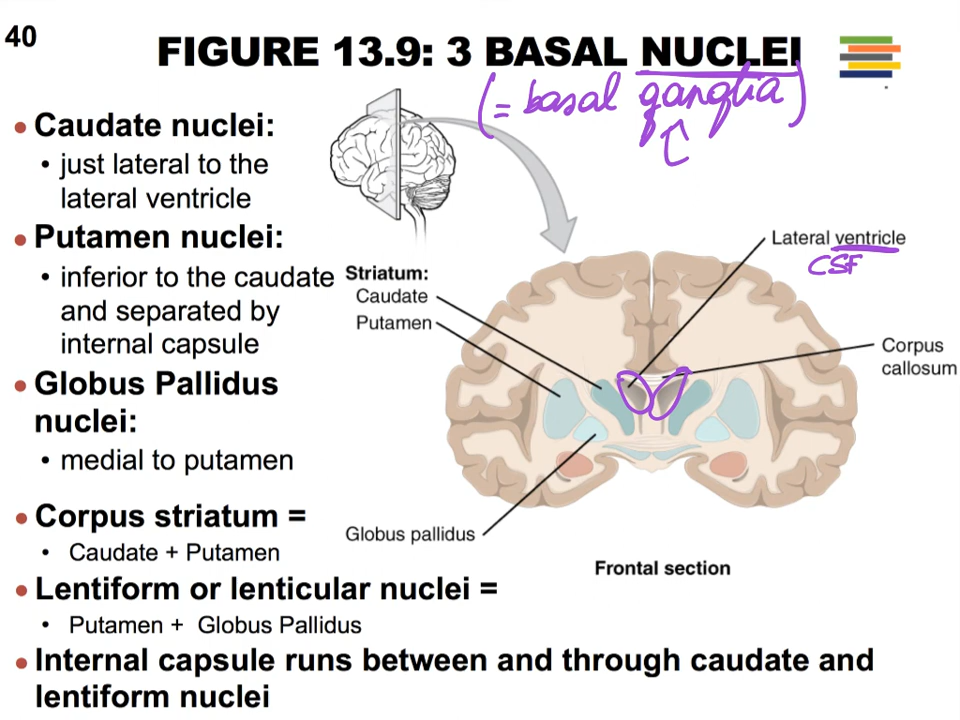 40
FIGURE 13.9: 3 BASAL NUCLEI
(= basal ganglia)
• Caudate nuclei:
• just lateral to the
lateral ventricle
• Putamen nuclei:
• inferior to the caudate
and separated by
internal capsule
• Globus Pallidus
nuclei:
• medial to putamen
• Corpus striatum =
• Caudate + Putamen
• Lentiform or lenticular nuclei =
• Putamen + Globus Pallidus
• Internal capsule runs between and through caudate and
lentiform nuclei
Striatum:
Caudate
Putamen
Globus pallidus
Lateral ventricle
CSF
Corpus
callosum
Frontal section